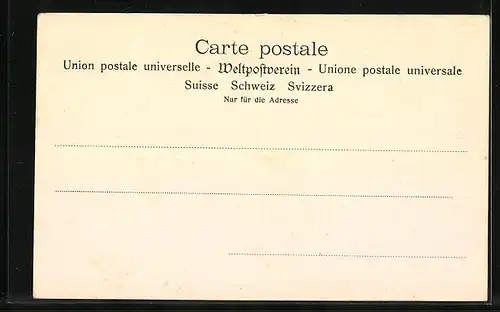 Carte postale
Union postale universelle - Weltpostverein - Unione postale universale
Suisse Schweiz Svizzera
Nur für die Adresse